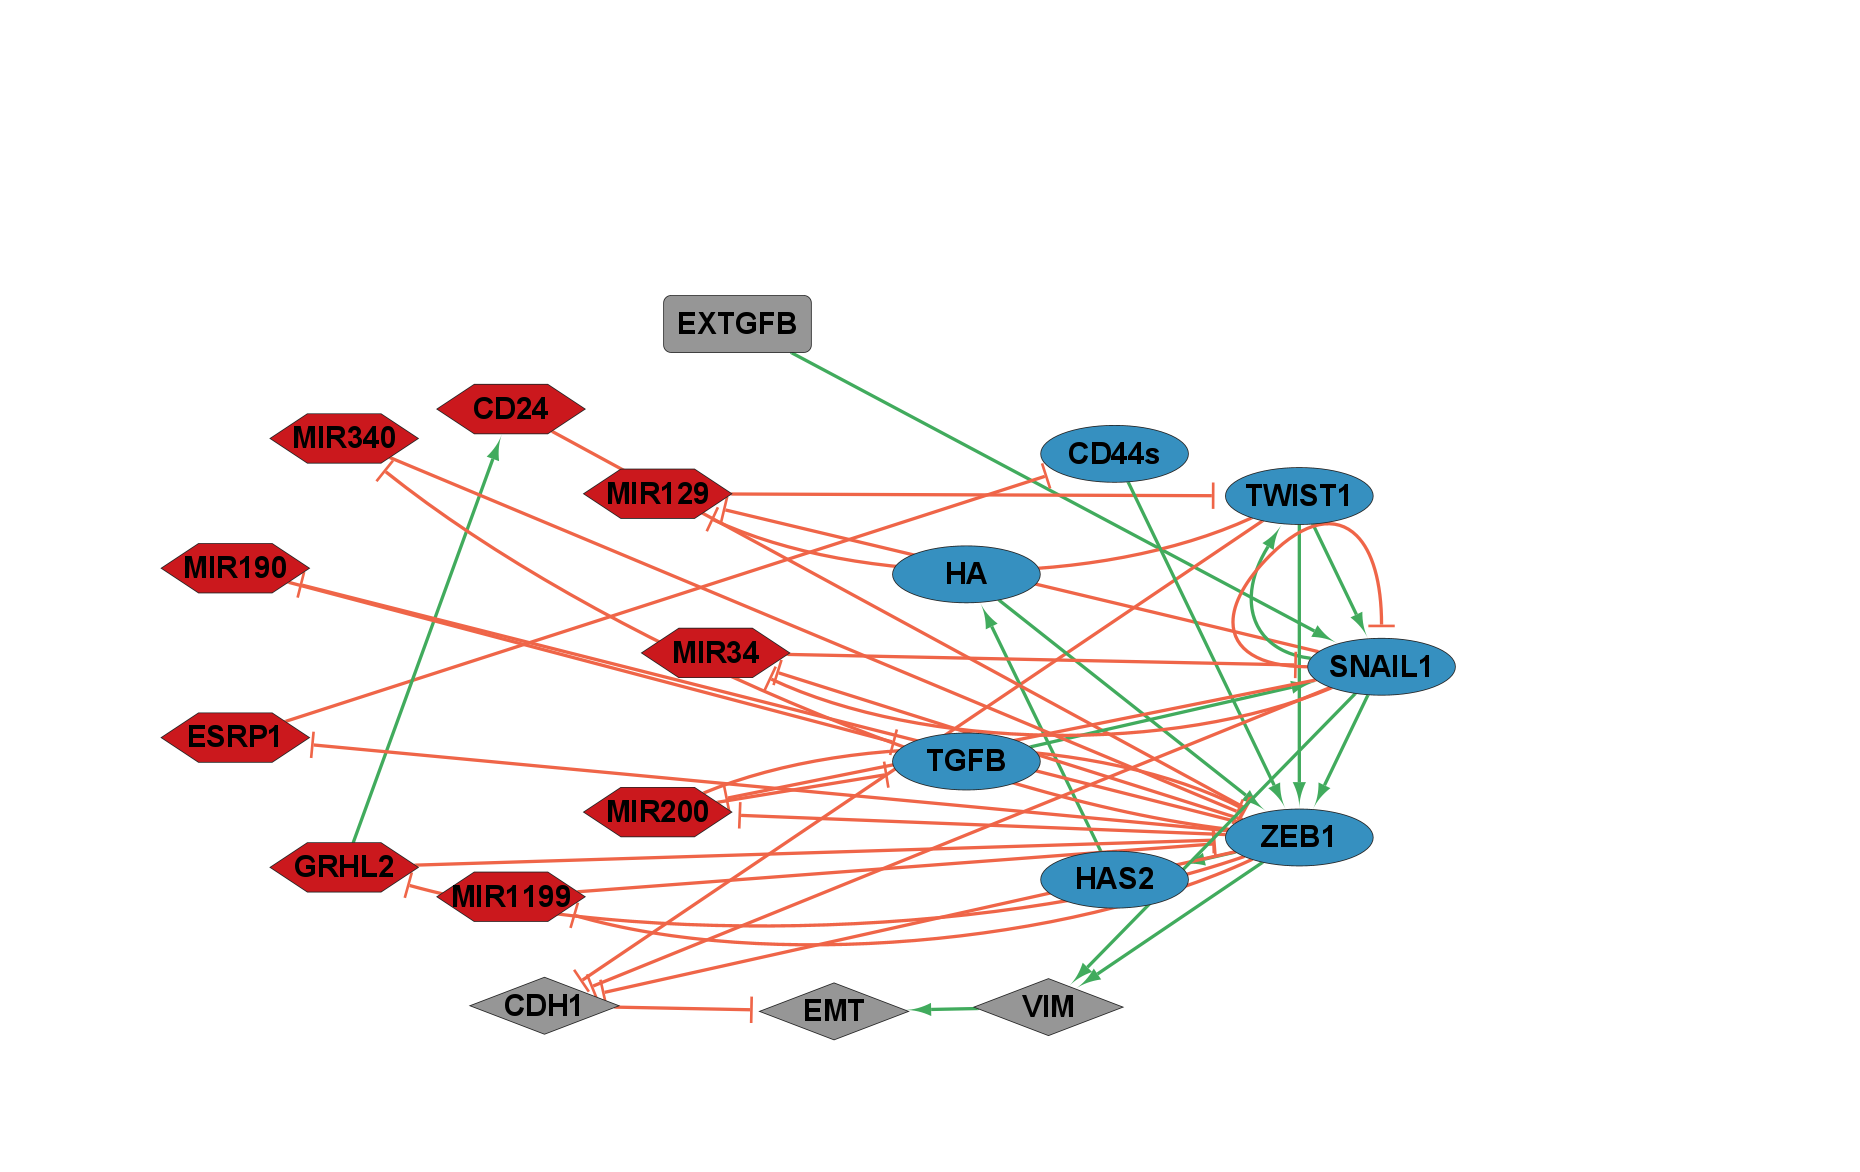 EXTGFB
CD24
MIR340
CD44s
MIR129
TWIST1
MIR190
HA
MIR34
SNAIL1
ESRP1
TGFB
MIR200
ZEB1
GRHL2
HAS2
MIR1199
CDH1
EMT
VIM